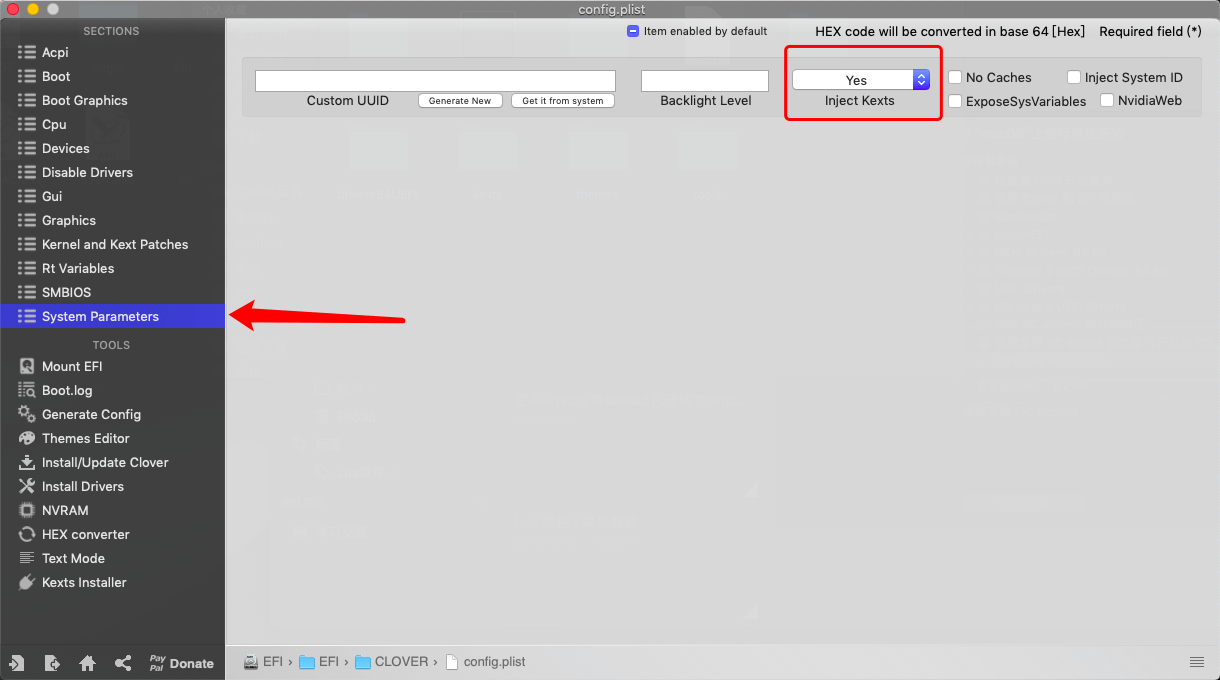 config.plist
SECTIONS
Acpi
Boot
Boot Graphics
Cpu
Devices
Disable Drivers
Gui
Graphics
Kernel and Kext Patches
Rt Variables
SMBIOS
System Parameters
TOOLS
Mount EFI
Boot.log
Generate Config
Themes Editor
Install/Update Clover
Install Drivers
NVRAM
HEX converter
Text Mode
Kexts Installer
Pay Pal Donate
Item enabled by default HEX code will be converted in base 64 [Hex] Required field (*)
Yes No Caches Inject System ID
Custom UUID Generate New Get it from system Backlight Level Inject Kexts ExposeSysVariables NvidiaWeb
EFI › EFI › CLOVER › config.plist